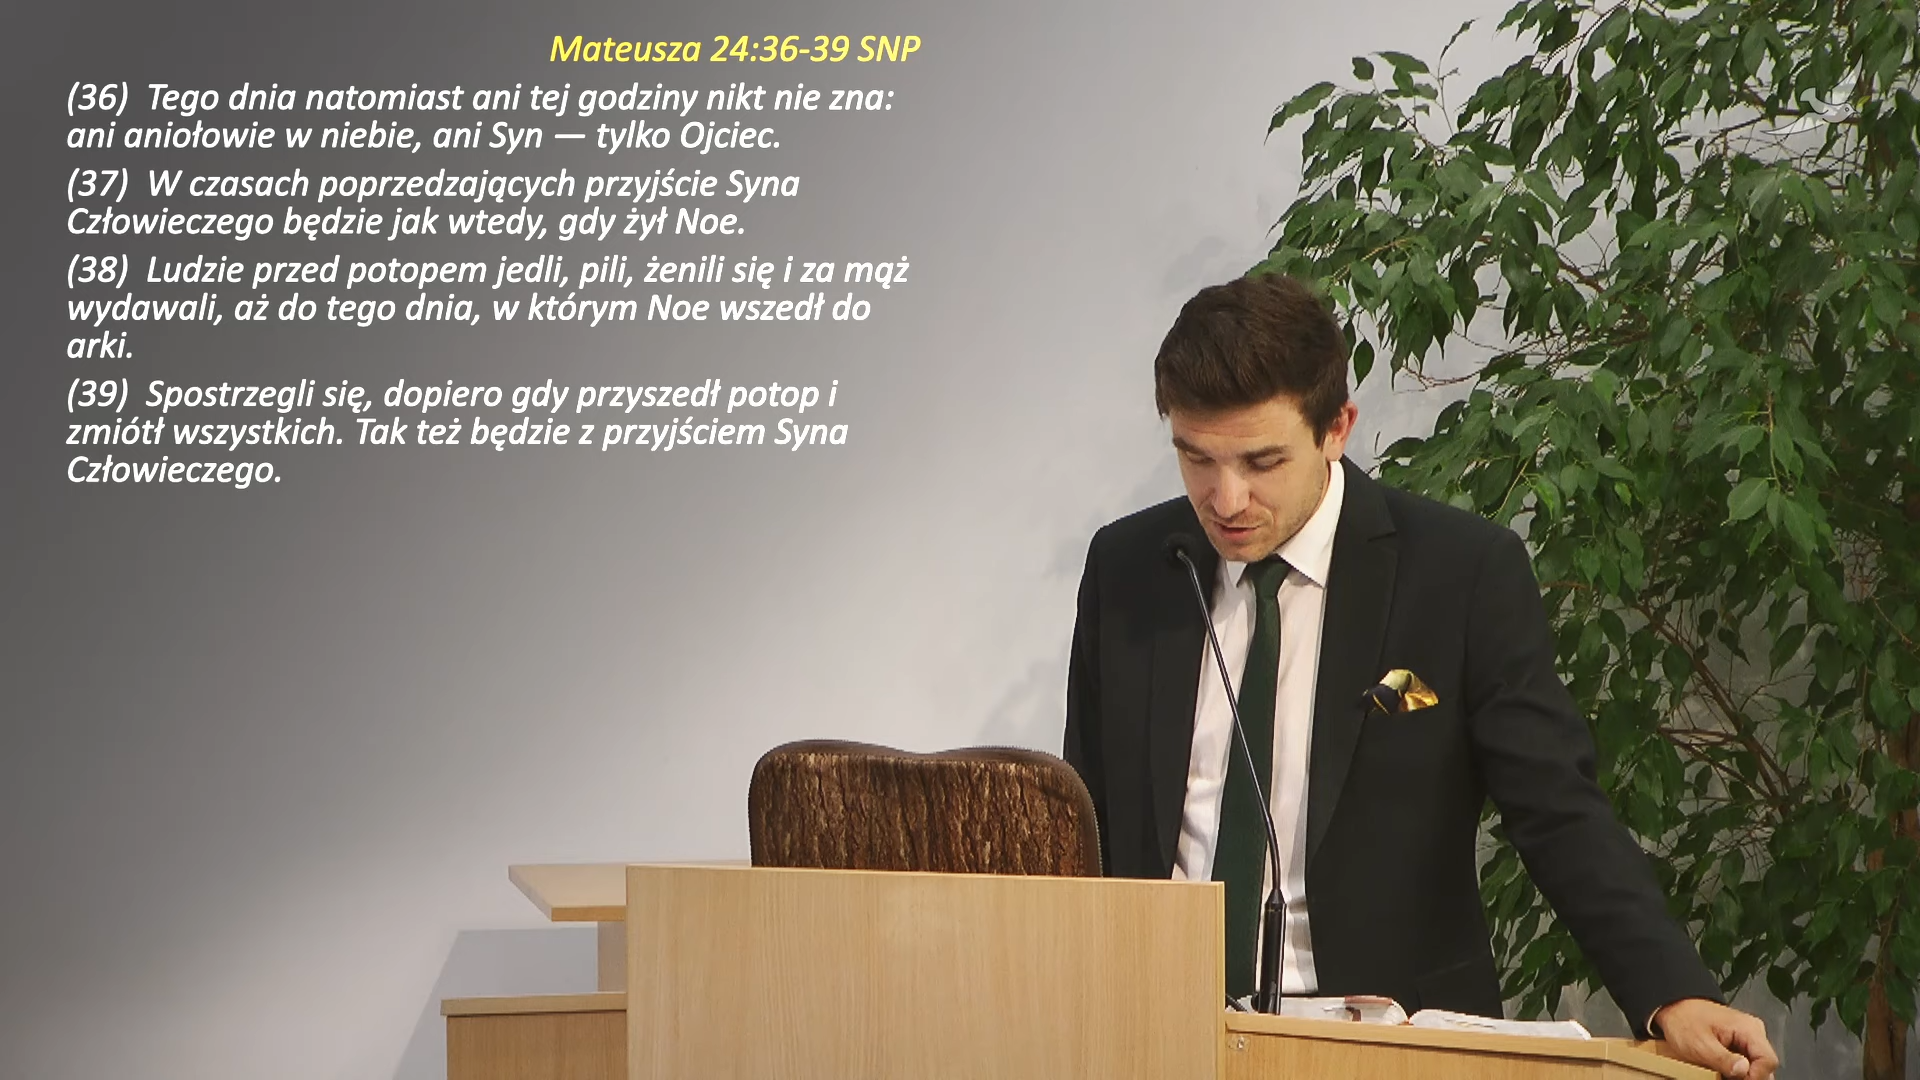 Mateusza 24:36-39 SNP
(36) Tego dnia natomiast ani tej godziny nikt nie zna:
ani aniołowie w niebie, ani Syn — tylko Ojciec.
(37) W czasach poprzedzających przyjście Syna
Człowieczego będzie jak wtedy, gdy żył Noe.
(38) Ludzie przed potopem jedli, pili, żenili się i za mąż
wydawali, aż do tego dnia, w którym Noe wszedł do
arki.
(39) Spostrzegli się, dopiero gdy przyszedł potop i
zmiótł wszystkich. Tak też będzie z przyjściem Syna
Człowieczego.